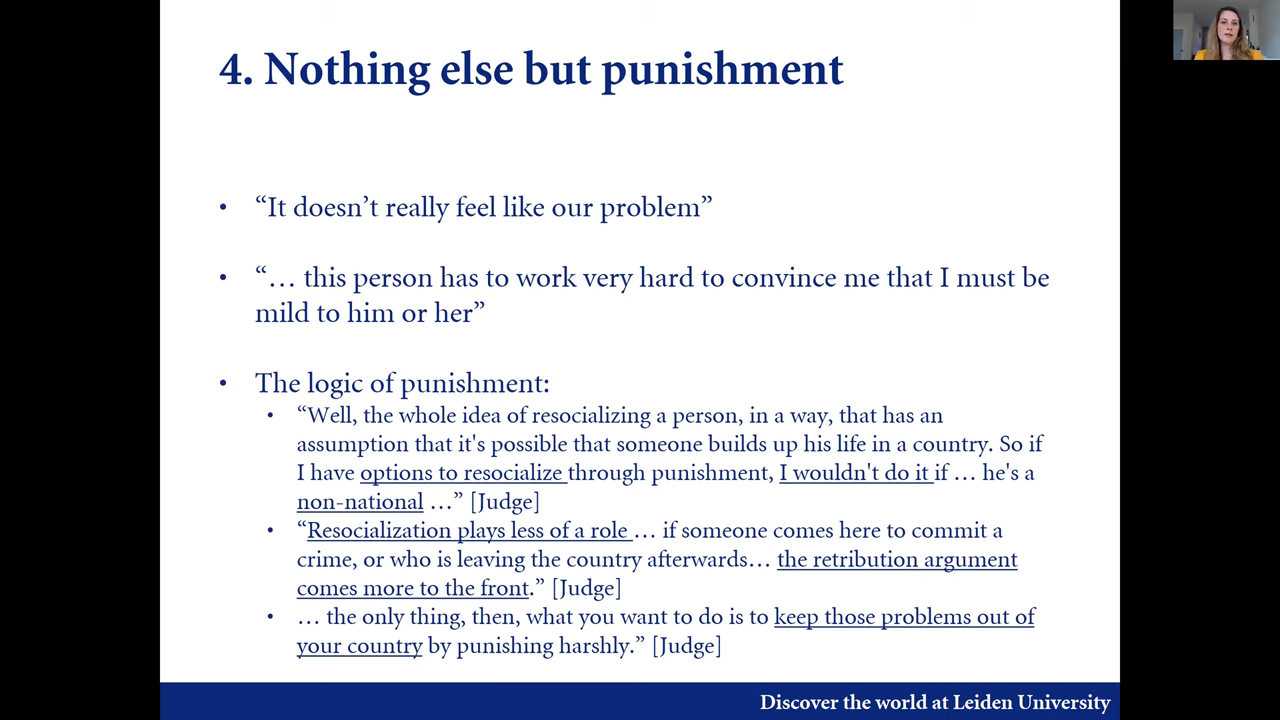 4. Nothing else but punishment
• “It doesn’t really feel like our problem”
• “… this person has to work very hard to convince me that I must be
mild to him or her”
• The logic of punishment:
• “Well, the whole idea of resocializing a person, in a way, that has an
assumption that it's possible that someone builds up his life in a country. So if
I have options to resocialize through punishment, I wouldn't do it if … he's a
non-national …” [Judge]
• “Resocialization plays less of a role … if someone comes here to commit a
crime, or who is leaving the country afterwards… the retribution argument
comes more to the front.” [Judge]
• … the only thing, then, what you want to do is to keep those problems out of
your country by punishing harshly.” [Judge]
Discover the world at Leiden University